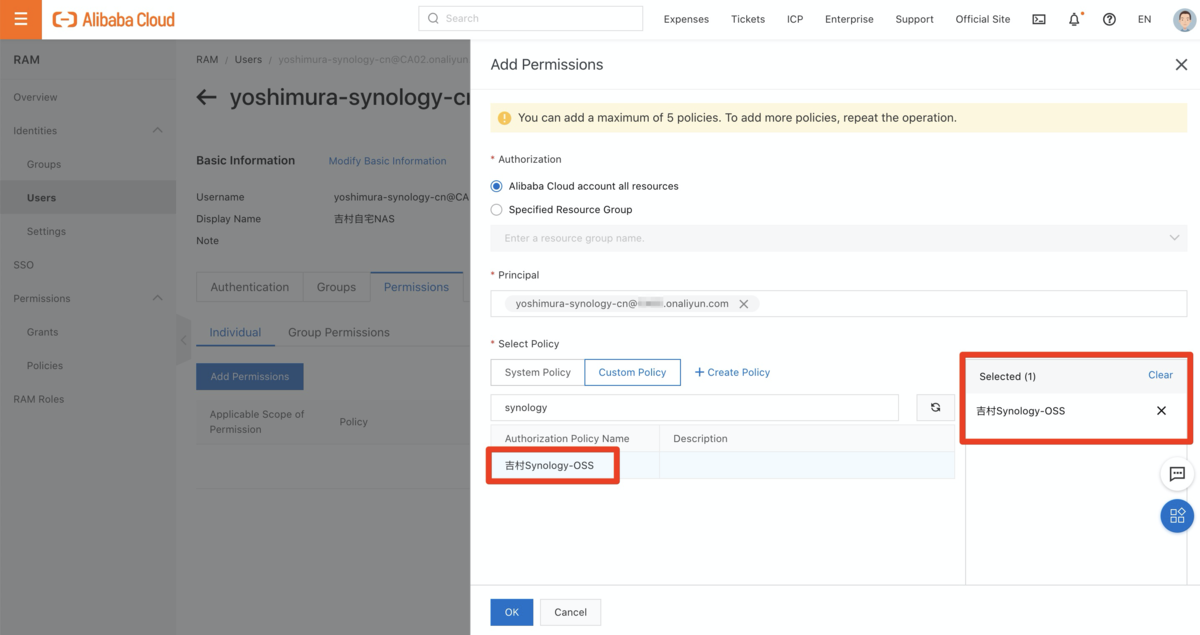 Alibaba Cloud
Search
Expenses
Tickets
ICP
Enterprise
Support
Official Site
EN
RAM
Overview
Identities
Groups
Users
Settings
SSO
Permissions
Grants
Policies
RAM Roles
RAM / Users / yoshimura-synology-cn@CA02.onaliyun
yoshimura-synology-cn
Basic Information
Modify Basic Information
Username
yoshimura-synology-cn@CA
Display Name
吉村自宅NAS
Note
Authentication
Groups
Permissions
Individual
Group Permissions
Add Permissions
Applicable Scope of
Permission
Policy
Add Permissions
You can add a maximum of 5 policies. To add more policies, repeat the operation.
* Authorization
Alibaba Cloud account all resources
Specified Resource Group
Enter a resource group name.
* Principal
yoshimura-synology-cn@ .onaliyun.com
* Select Policy
System Policy
Custom Policy
+ Create Policy
synology
Authorization Policy Name
Description
吉村Synology-OSS
Selected (1)
Clear
吉村Synology-OSS
OK
Cancel